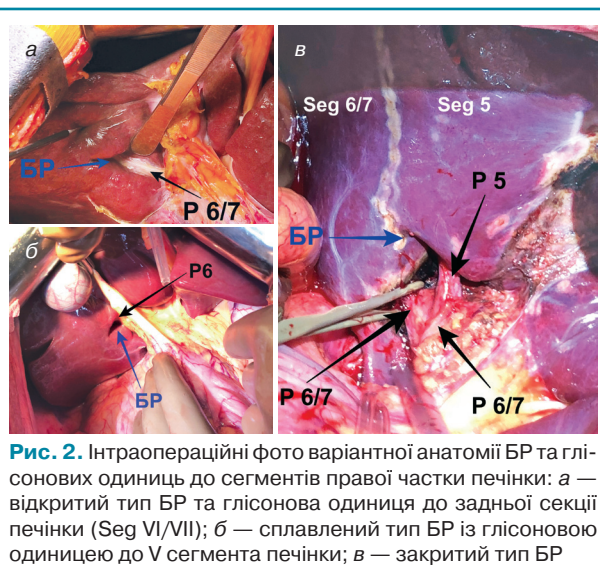 а
БР
P 6/7
б
P6
БР
в
Seg 6/7 Seg 5
P 5
БР
P 6/7
P 6/7
Рис. 2. Інтраопераційні фото варіантної анатомії БР та глі-
сонових одиниць до сегментів правої частки печінки: а —
відкритий тип БР та глісонова одиниця до задньої секції
печінки (Seg VI/VII); б — сплавлений тип БР із глісоновою
одиницею до V сегмента печінки; в — закритий тип БР